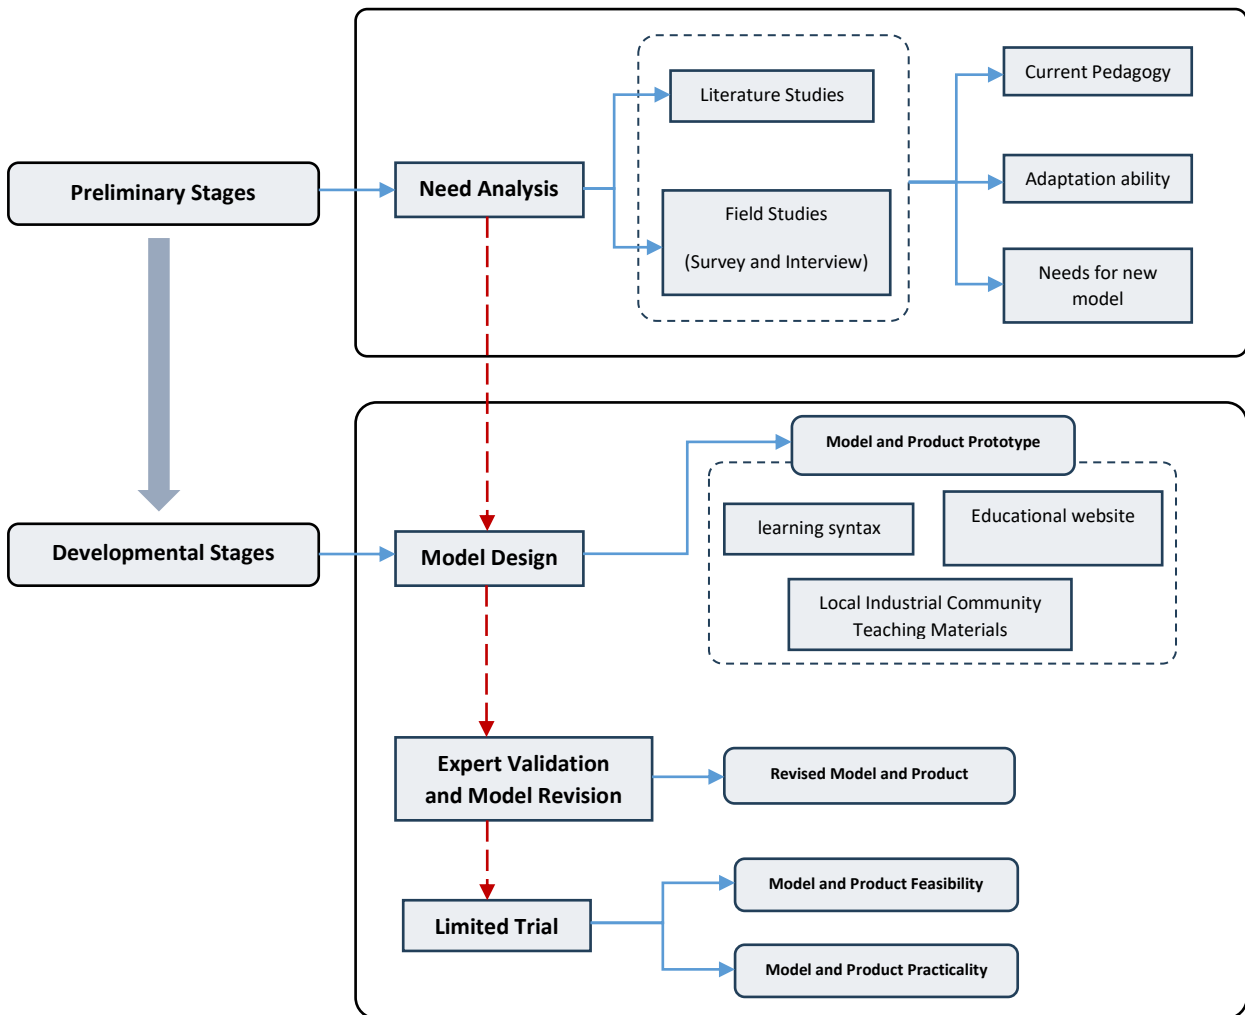 Preliminary Stages
Need Analysis
Literature Studies
Field Studies
(Survey and Interview)
Current Pedagogy
Adaptation ability
Needs for new
model
Developmental Stages
Model Design
Model and Product Prototype
learning syntax
Educational website
Local Industrial Community
Teaching Materials
Expert Validation
and Model Revision
Revised Model and Product
Limited Trial
Model and Product Feasibility
Model and Product Practicality